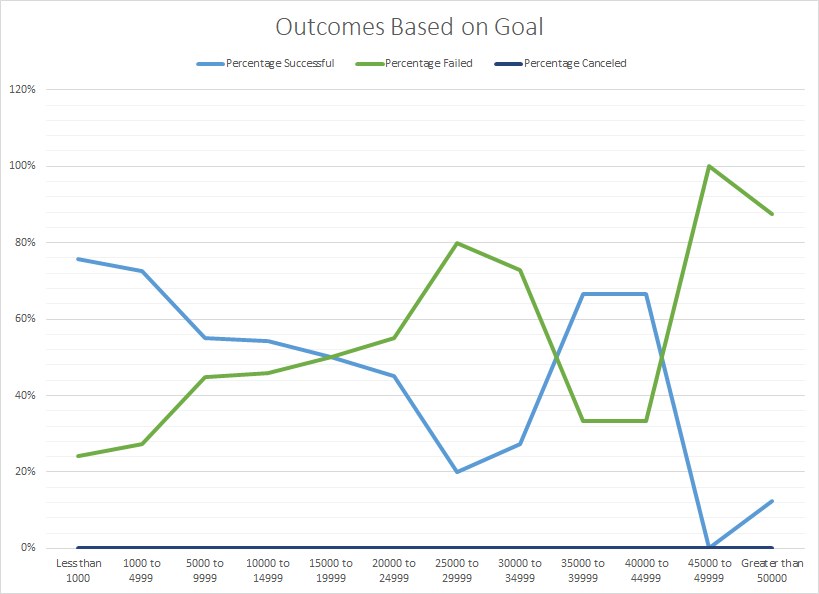 Outcomes Based on Goal
Percentage Successful Percentage Failed Percentage Canceled
120%
100%
80%
60%
40%
20%
0%
Less than 1000 to 5000 to 10000 to 15000 to 20000 to 25000 to 30000 to 35000 to 40000 to 45000 to Greater than
1000 4999 9999 14999 19999 24999 29999 34999 39999 44999 49999 50000